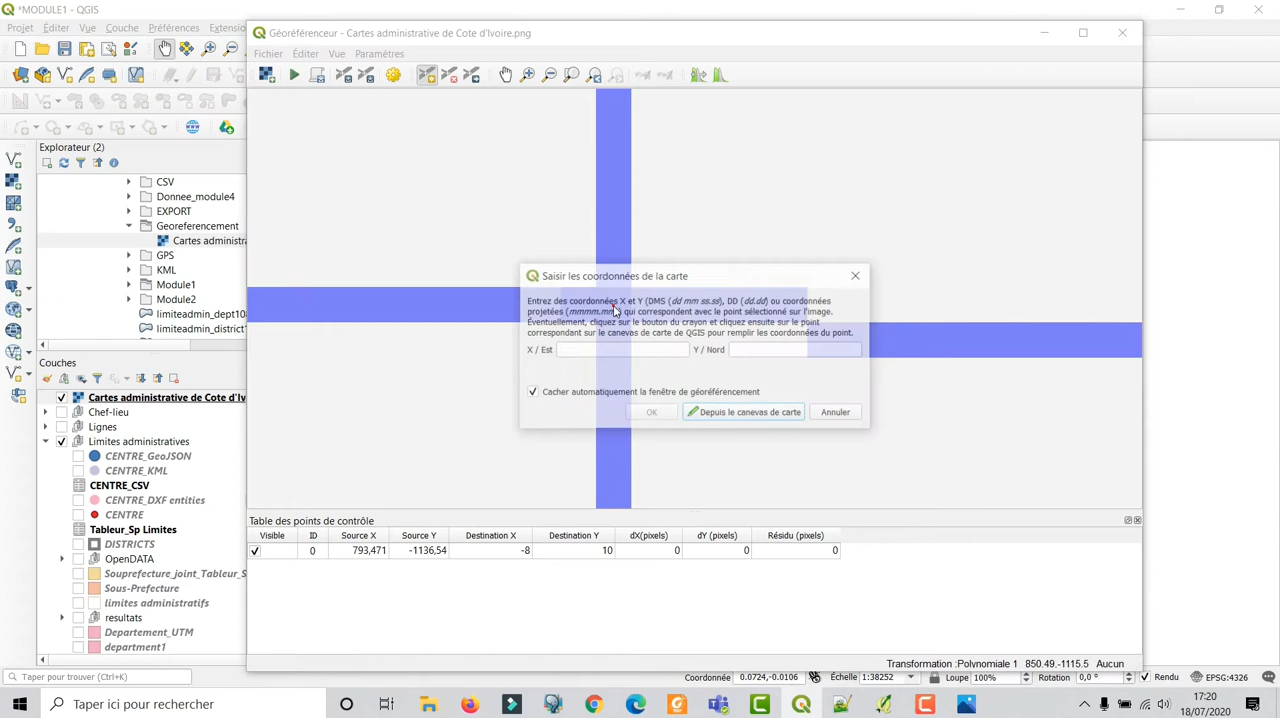 *MODULE1 - QGIS
Projet Éditer Vue Couche Préférences Extensio
Géoréférenceur - Cartes administrative de Cote d'Ivoire.png
Fichier Éditer Vue Paramètres
Explorateur (2)
CSV
Donnee_module4
EXPORT
Georeferencement
Cartes administra
GPS
KML
Module1
Module2
limiteadmin_dept108
limiteadmin_district1
Couches
Cartes administrative de Cote d'Iv
Chef-lieu
Lignes
Limites administratives
CENTRE_GeoJSON
CENTRE_KML
CENTRE_CSV
CENTRE_DXF entities
CENTRE
Tableur_Sp Limites
DISTRICTS
OpenDATA
Souprefecture_joint_Tableur_S
Sous-Prefecture
limites administratifs
resultats
Departement_UTM
department1
Saisir les coordonnées de la carte
Entrez des coordonnées X et Y (DMS (dd mm ss.ss), DD (dd.dd) ou coordonnées
projetées (mmmm.mm) qui correspondent avec le point sélectionné sur l'image.
Éventuellement, cliquez sur le bouton du crayon et cliquez ensuite sur le point
correspondant sur le canevas de carte de QGIS pour remplir les coordonnées du point.
X / Est Y / Nord
Cacher automatiquement la fenêtre de géoréférencement
OK Depuis le canevas de carte Annuler
Table des points de contrôle
Visible ID Source X Source Y Destination X Destination Y dX(pixels) dY (pixels) Résidu (pixels)
0 793,471 -1136,54 -8 10 0 0 0
Transformation :Polynomiale 1 850.49.-1115.5 Aucun
Taper pour trouver (Ctrl+K) Coordonnée 0.0724,-0.0106 Échelle 1:38252 Loupe 100% Rotation 0,0 ° Rendu EPSG:4326
Taper ici pour rechercher
17:20
18/07/2020